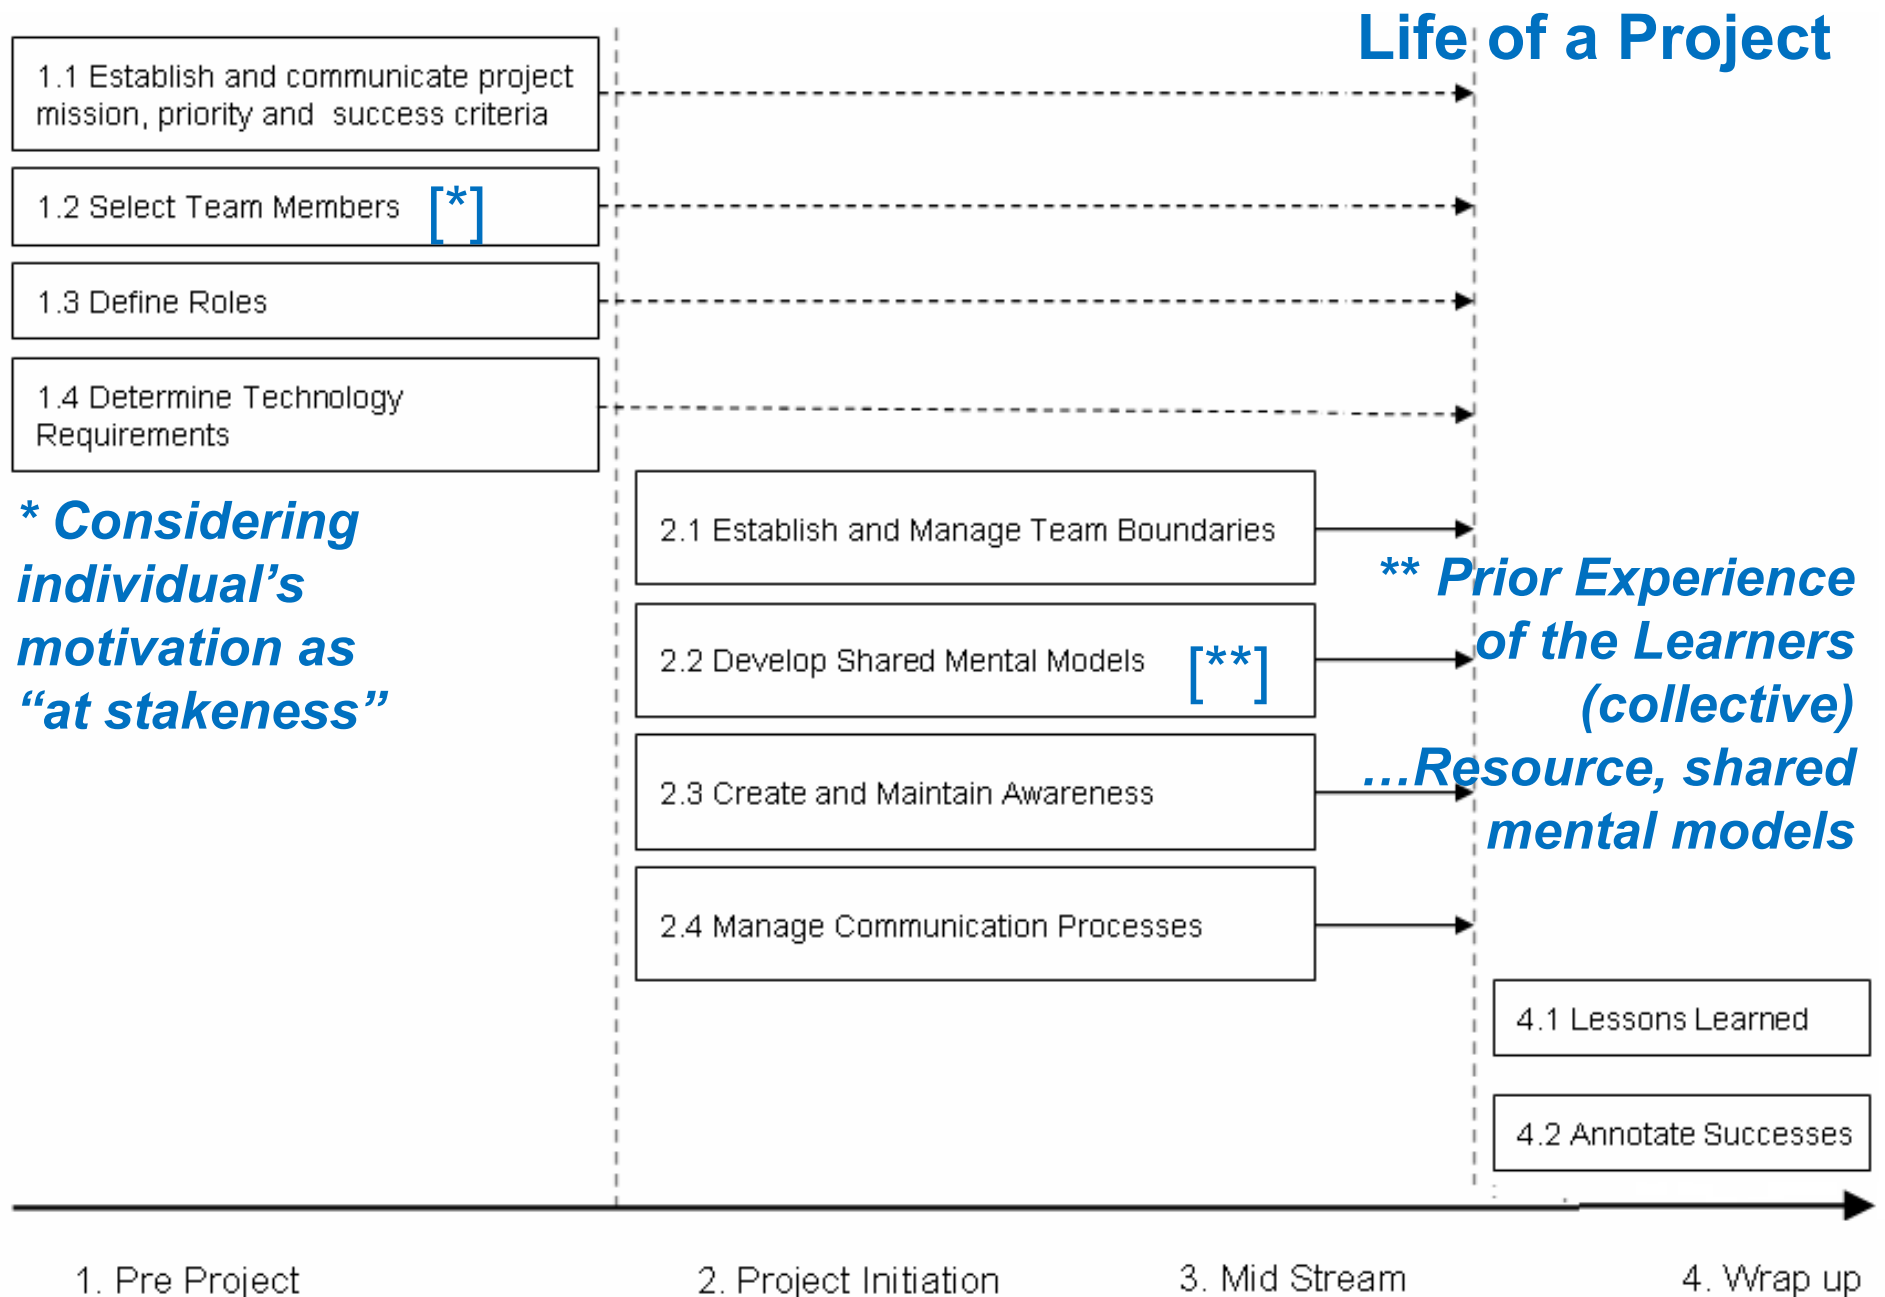 Life of a Project
1.1 Establish and communicate project
mission, priority and success criteria
1.2 Select Team Members [*]
1.3 Define Roles
1.4 Determine Technology
Requirements
* Considering
individual’s
motivation as
“at stakeness”
2.1 Establish and Manage Team Boundaries
2.2 Develop Shared Mental Models [**]
2.3 Create and Maintain Awareness
2.4 Manage Communication Processes
** Prior Experience
of the Learners
(collective)
…Resource, shared
mental models
4.1 Lessons Learned
4.2 Annotate Successes
1. Pre Project
2. Project Initiation
3. Mid Stream
4. Wrap up